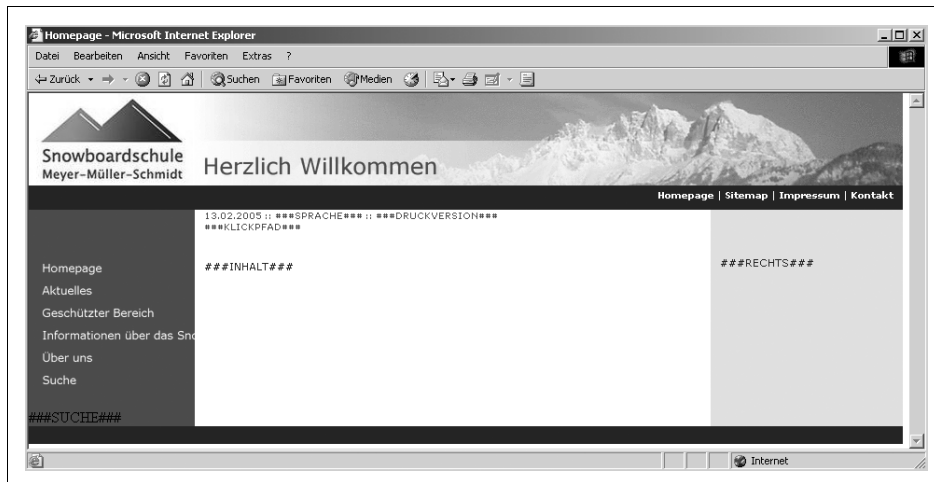 Homepage - Microsoft Internet Explorer
Datei Bearbeiten Ansicht Favoriten Extras ?
Zurück Suchen Favoriten Medien
Snowboardschule
Meyer-Müller-Schmidt
Herzlich Willkommen
Homepage | Sitemap | Impressum | Kontakt
13.02.2005 :: ###SPRACHE### :: ###DRUCKVERSION###
###KLICKPFAD###
Homepage
###INHALT###
###RECHTS###
Aktuelles
Geschützter Bereich
Informationen über das Sno
Über uns
Suche
###SUCHE###
Internet